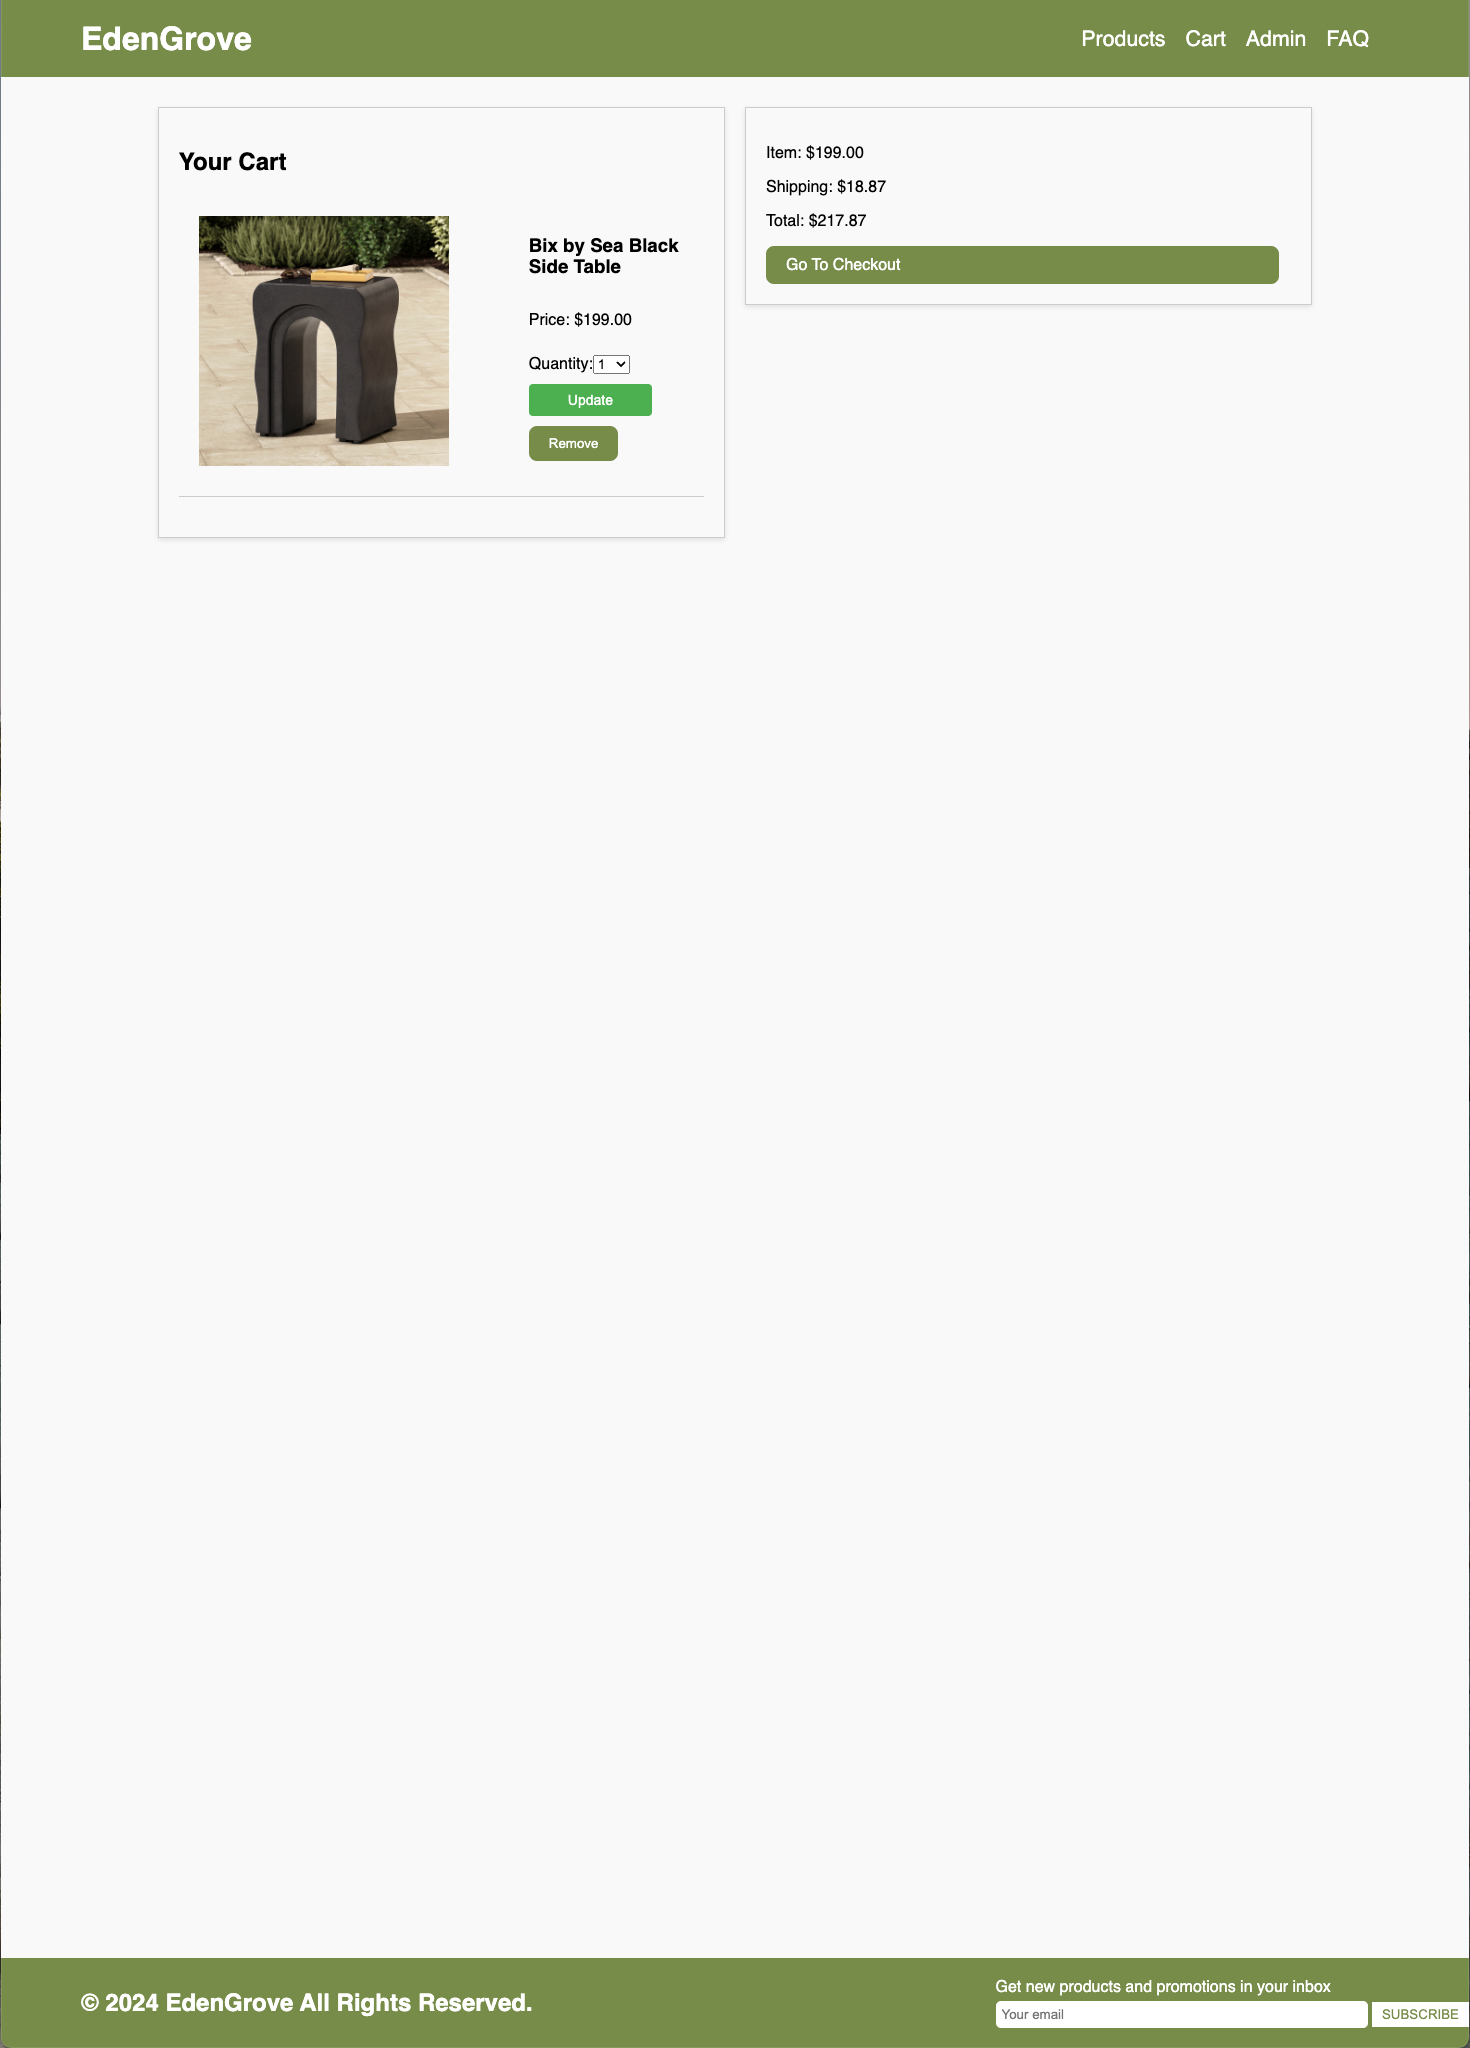 EdenGrove
Products Cart Admin FAQ
Your Cart
Bix by Sea Black
Side Table
Price: $199.00
Quantity: 1
Update
Remove
Item: $199.00
Shipping: $18.87
Total: $217.87
Go To Checkout
© 2024 EdenGrove All Rights Reserved.
Get new products and promotions in your inbox
Your email
SUBSCRIBE